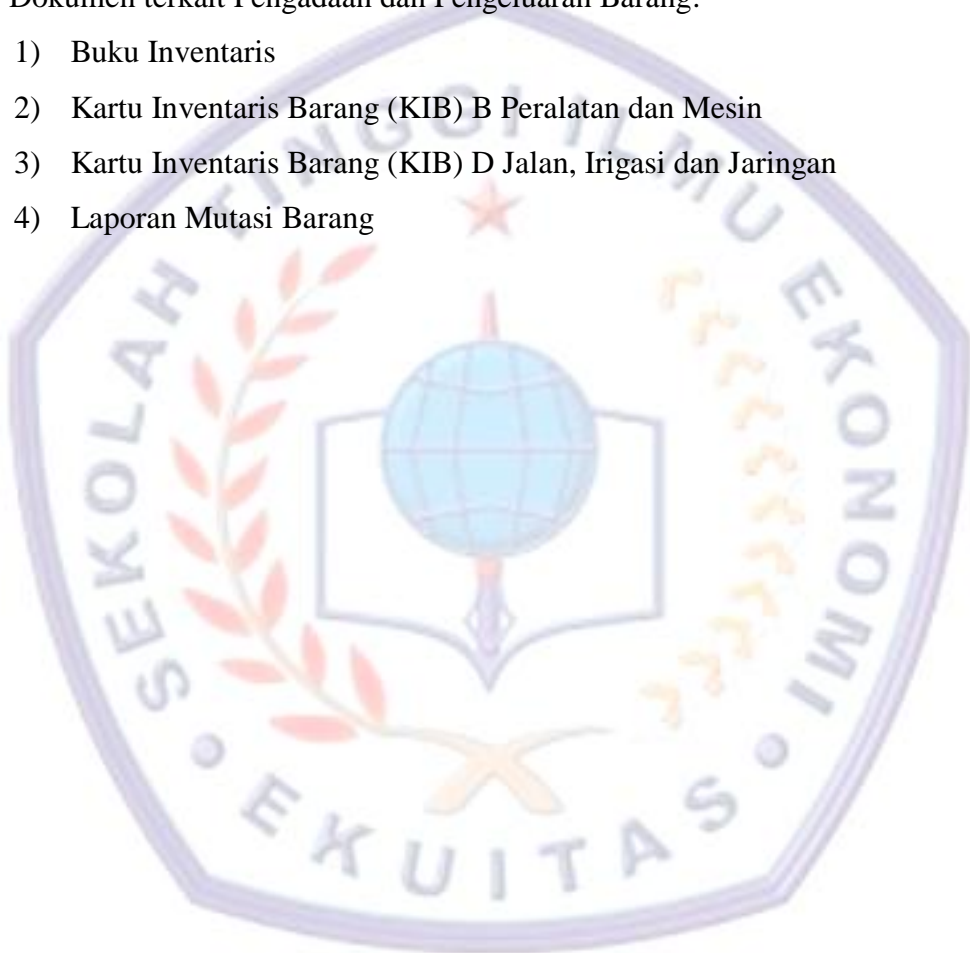 Dokumen terkait Pengadaan dan Pengeluaran Barang:
1) Buku Inventaris
2) Kartu Inventaris Barang (KIB) B Peralatan dan Mesin
3) Kartu Inventaris Barang (KIB) D Jalan, Irigasi dan Jaringan
4) Laporan Mutasi Barang
SEKOLAH TINGGI ILMU EKONOMI
• EKUITAS •